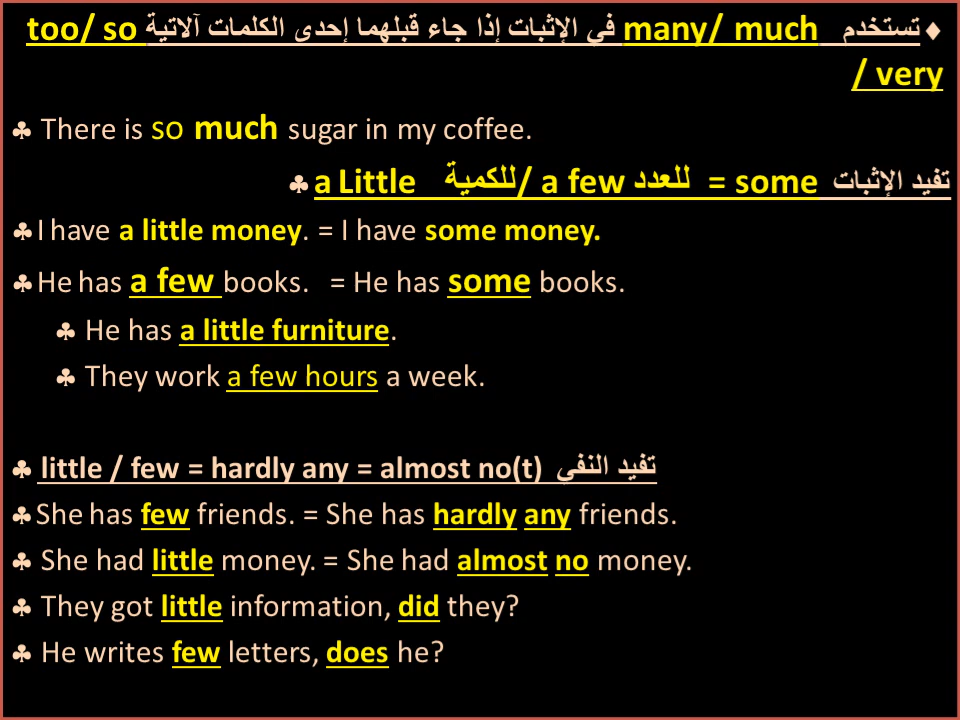 ♦ تستخدم many/ much في الإثبات إذا جاء قبلهما إحدى الكلمات آلاتية too/ so
/ very
♣ There is so much sugar in my coffee.
♣ a Little للكمية / a few للعدد = some تفيد الإثبات
♣ I have a little money. = I have some money.
♣ He has a few books. = He has some books.
♣ He has a little furniture.
♣ They work a few hours a week.
♣ little / few = hardly any = almost no(t) تفيد النفي
♣ She has few friends. = She has hardly any friends.
♣ She had little money. = She had almost no money.
♣ They got little information, did they?
♣ He writes few letters, does he?